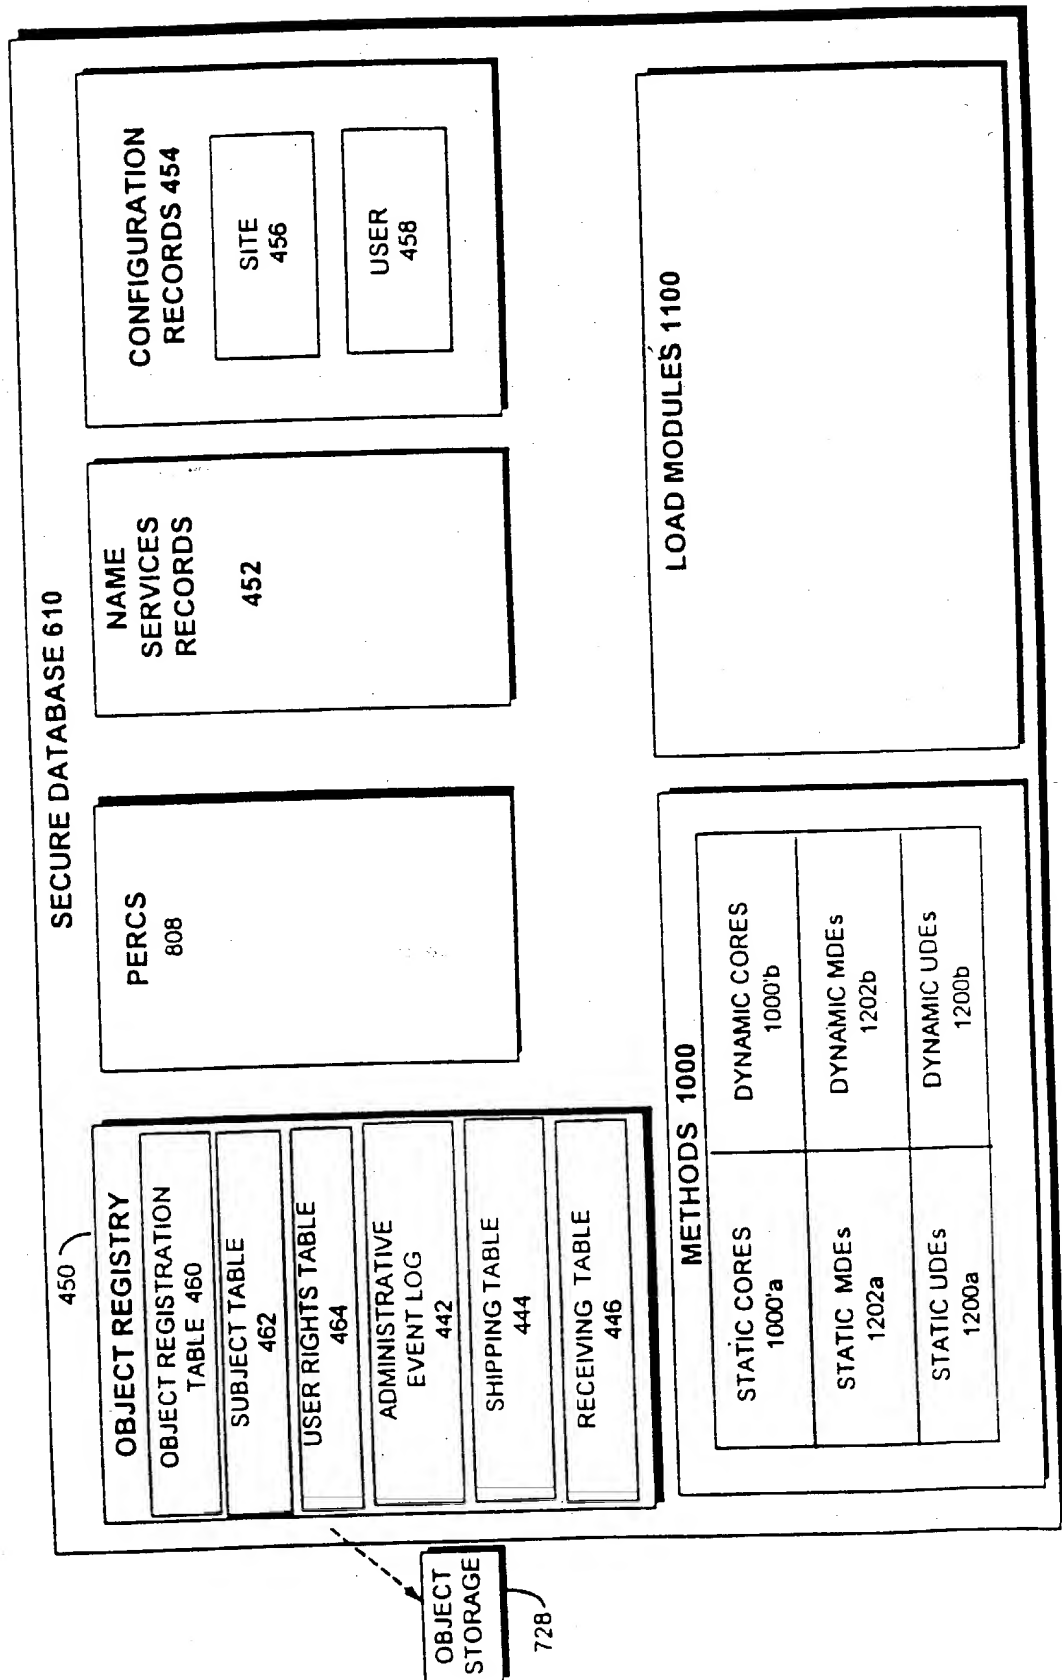 SECURE DATABASE 610
450
OBJECT REGISTRY
OBJECT REGISTRATION
TABLE 460
SUBJECT TABLE
462
USER RIGHTS TABLE
464
ADMINISTRATIVE
EVENT LOG
442
SHIPPING TABLE
444
RECEIVING TABLE
446
PERCS
808
NAME
SERVICES
RECORDS
452
CONFIGURATION
RECORDS 454
SITE
456
USER
458
OBJECT
STORAGE
728
METHODS 1000
STATIC CORES
1000'a
DYNAMIC CORES
1000'b
STATIC MDEs
1202a
DYNAMIC MDEs
1202b
STATIC UDEs
1200a
DYNAMIC UDEs
1200b
LOAD MODULES 1100